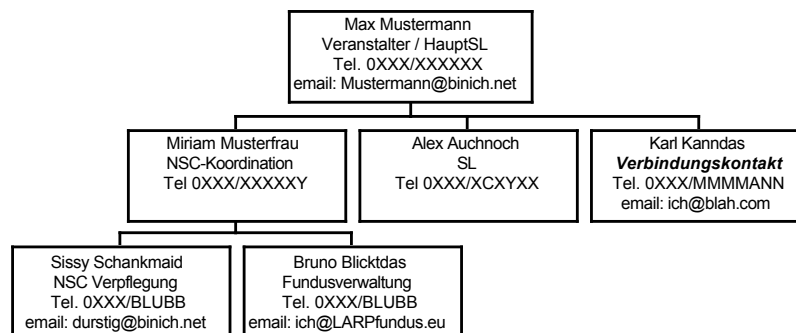 Max Mustermann
Veranstalter / HauptSL
Tel. 0XXX/XXXXXX
email: Mustermann@binich.net
Miriam Musterfrau
NSC-Koordination
Tel 0XXX/XXXXXY
Alex Auchnoch
SL
Tel 0XXX/XCXYXX
Karl Kanndas
Verbindungskontakt
Tel. 0XXX/MMMMANN
email: ich@blah.com
Sissy Schankmaid
NSC Verpflegung
Tel. 0XXX/BLUBB
email: durstig@binich.net
Bruno Blicktdas
Fundusverwaltung
Tel. 0XXX/BLUBB
email: ich@LARPfundus.eu